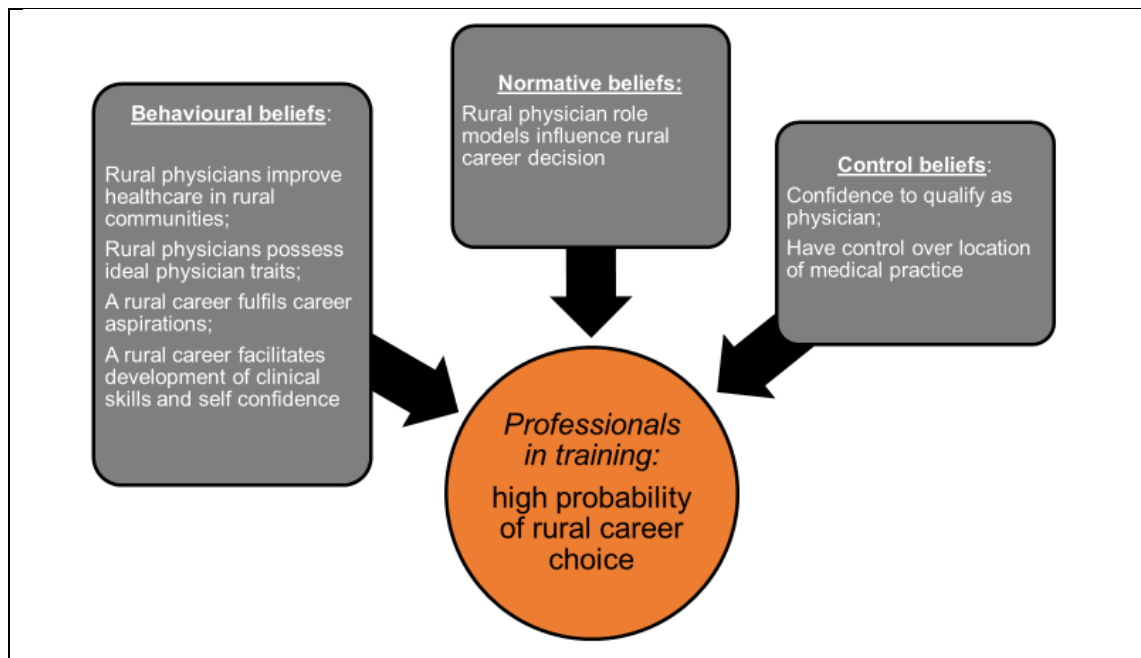 Behavioural beliefs:
Rural physicians improve
healthcare in rural
communities;
Rural physicians possess
ideal physician traits;
A rural career fulfils career
aspirations;
A rural career facilitates
development of clinical
skills and self confidence
Normative beliefs:
Rural physician role
models influence rural
career decision
Control beliefs:
Confidence to qualify as
physician;
Have control over location
of medical practice
Professionals
in training:
high probability
of rural career
choice